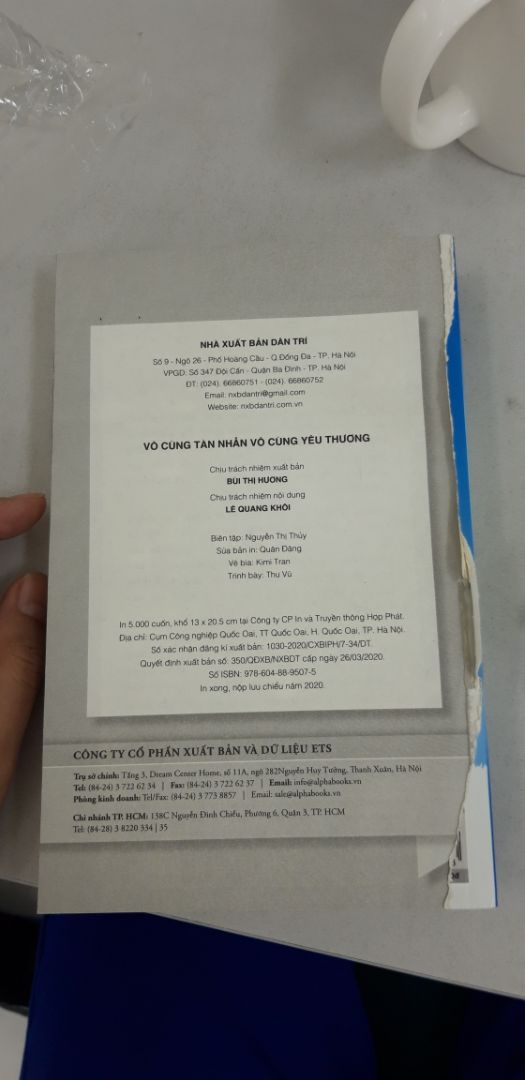 NHÀ XUẤT BẢN DÂN TRÍ
Số 9 - Ngõ 26 - Phố Hoàng Cầu - Q.Đống Đa - TP. Hà Nội
VPGD: Số 347 Đội Cấn - Quận Ba Đình - TP. Hà Nội
ĐT: (024). 66860751 - (024). 66860752
Email: nxbdantri@gmail.com
Website: nxbdantri.com.vn
VÔ CÙNG TÀN NHẪN VÔ CÙNG YÊU THƯƠNG
Chịu trách nhiệm xuất bản
BÙI THỊ HƯƠNG
Chịu trách nhiệm nội dung
LÊ QUANG KHÔI
Biên tập: Nguyễn Thị Thúy
Sửa bản in: Quân Đặng
Vẽ bìa: Kimi Tran
Trình bày: Thu Vũ
In 5.000 cuốn, khổ 13 x 20.5 cm tại Công ty CP In và Truyền thông Hợp Phát.
Địa chỉ: Cụm Công nghiệp Quốc Oai, TT Quốc Oai, H. Quốc Oai, TP. Hà Nội.
Số xác nhận đăng kí xuất bản: 1030-2020/CXBIPH/7-34/DT.
Quyết định xuất bản số: 350/QĐXB/NXBDT cấp ngày 26/03/2020.
Số ISBN: 978-604-88-9507-5
In xong, nộp lưu chiểu năm 2020.
CÔNG TY CỔ PHẦN XUẤT BẢN VÀ DỮ LIỆU ETS
Trụ sở chính: Tầng 3, Dream Center Home, số 11A, ngõ 282Nguyễn Huy Tưởng, Thanh Xuân, Hà Nội
Tel: (84-24) 3 722 62 34 | Fax: (84-24) 3 722 62 37 | Email: info@alphabooks.vn
Phòng kinh doanh: Tel/Fax: (84-24) 3 773 8857 | Email: sale@alphabooks.vn
Chi nhánh TP. HCM: 138C Nguyễn Đình Chiểu, Phường 6, Quận 3, TP. HCM
Tel: (84-28) 3 8220 334 | 35